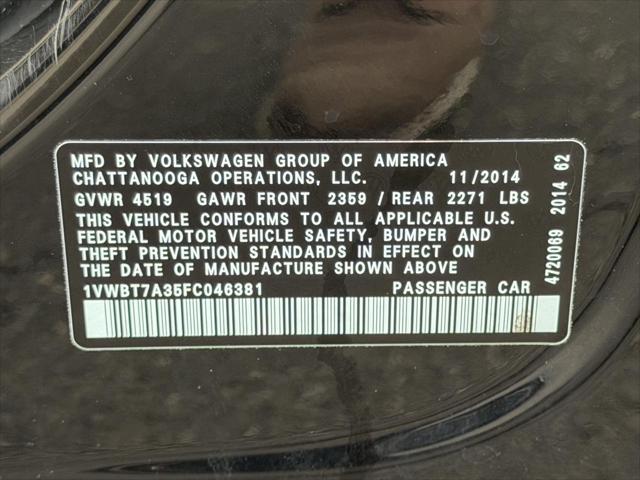 MFD BY VOLKSWAGEN GROUP OF AMERICA
CHATTANOOGA OPERATIONS, LLC. 11/2014
GVWR 4519 GAWR FRONT 2359 / REAR 2271 LBS
THIS VEHICLE CONFORMS TO ALL APPLICABLE U.S.
FEDERAL MOTOR VEHICLE SAFETY, BUMPER AND
THEFT PREVENTION STANDARDS IN EFFECT ON
THE DATE OF MANUFACTURE SHOWN ABOVE
1VWBT7A35FC046381 PASSENGER CAR
4720069 2014 62